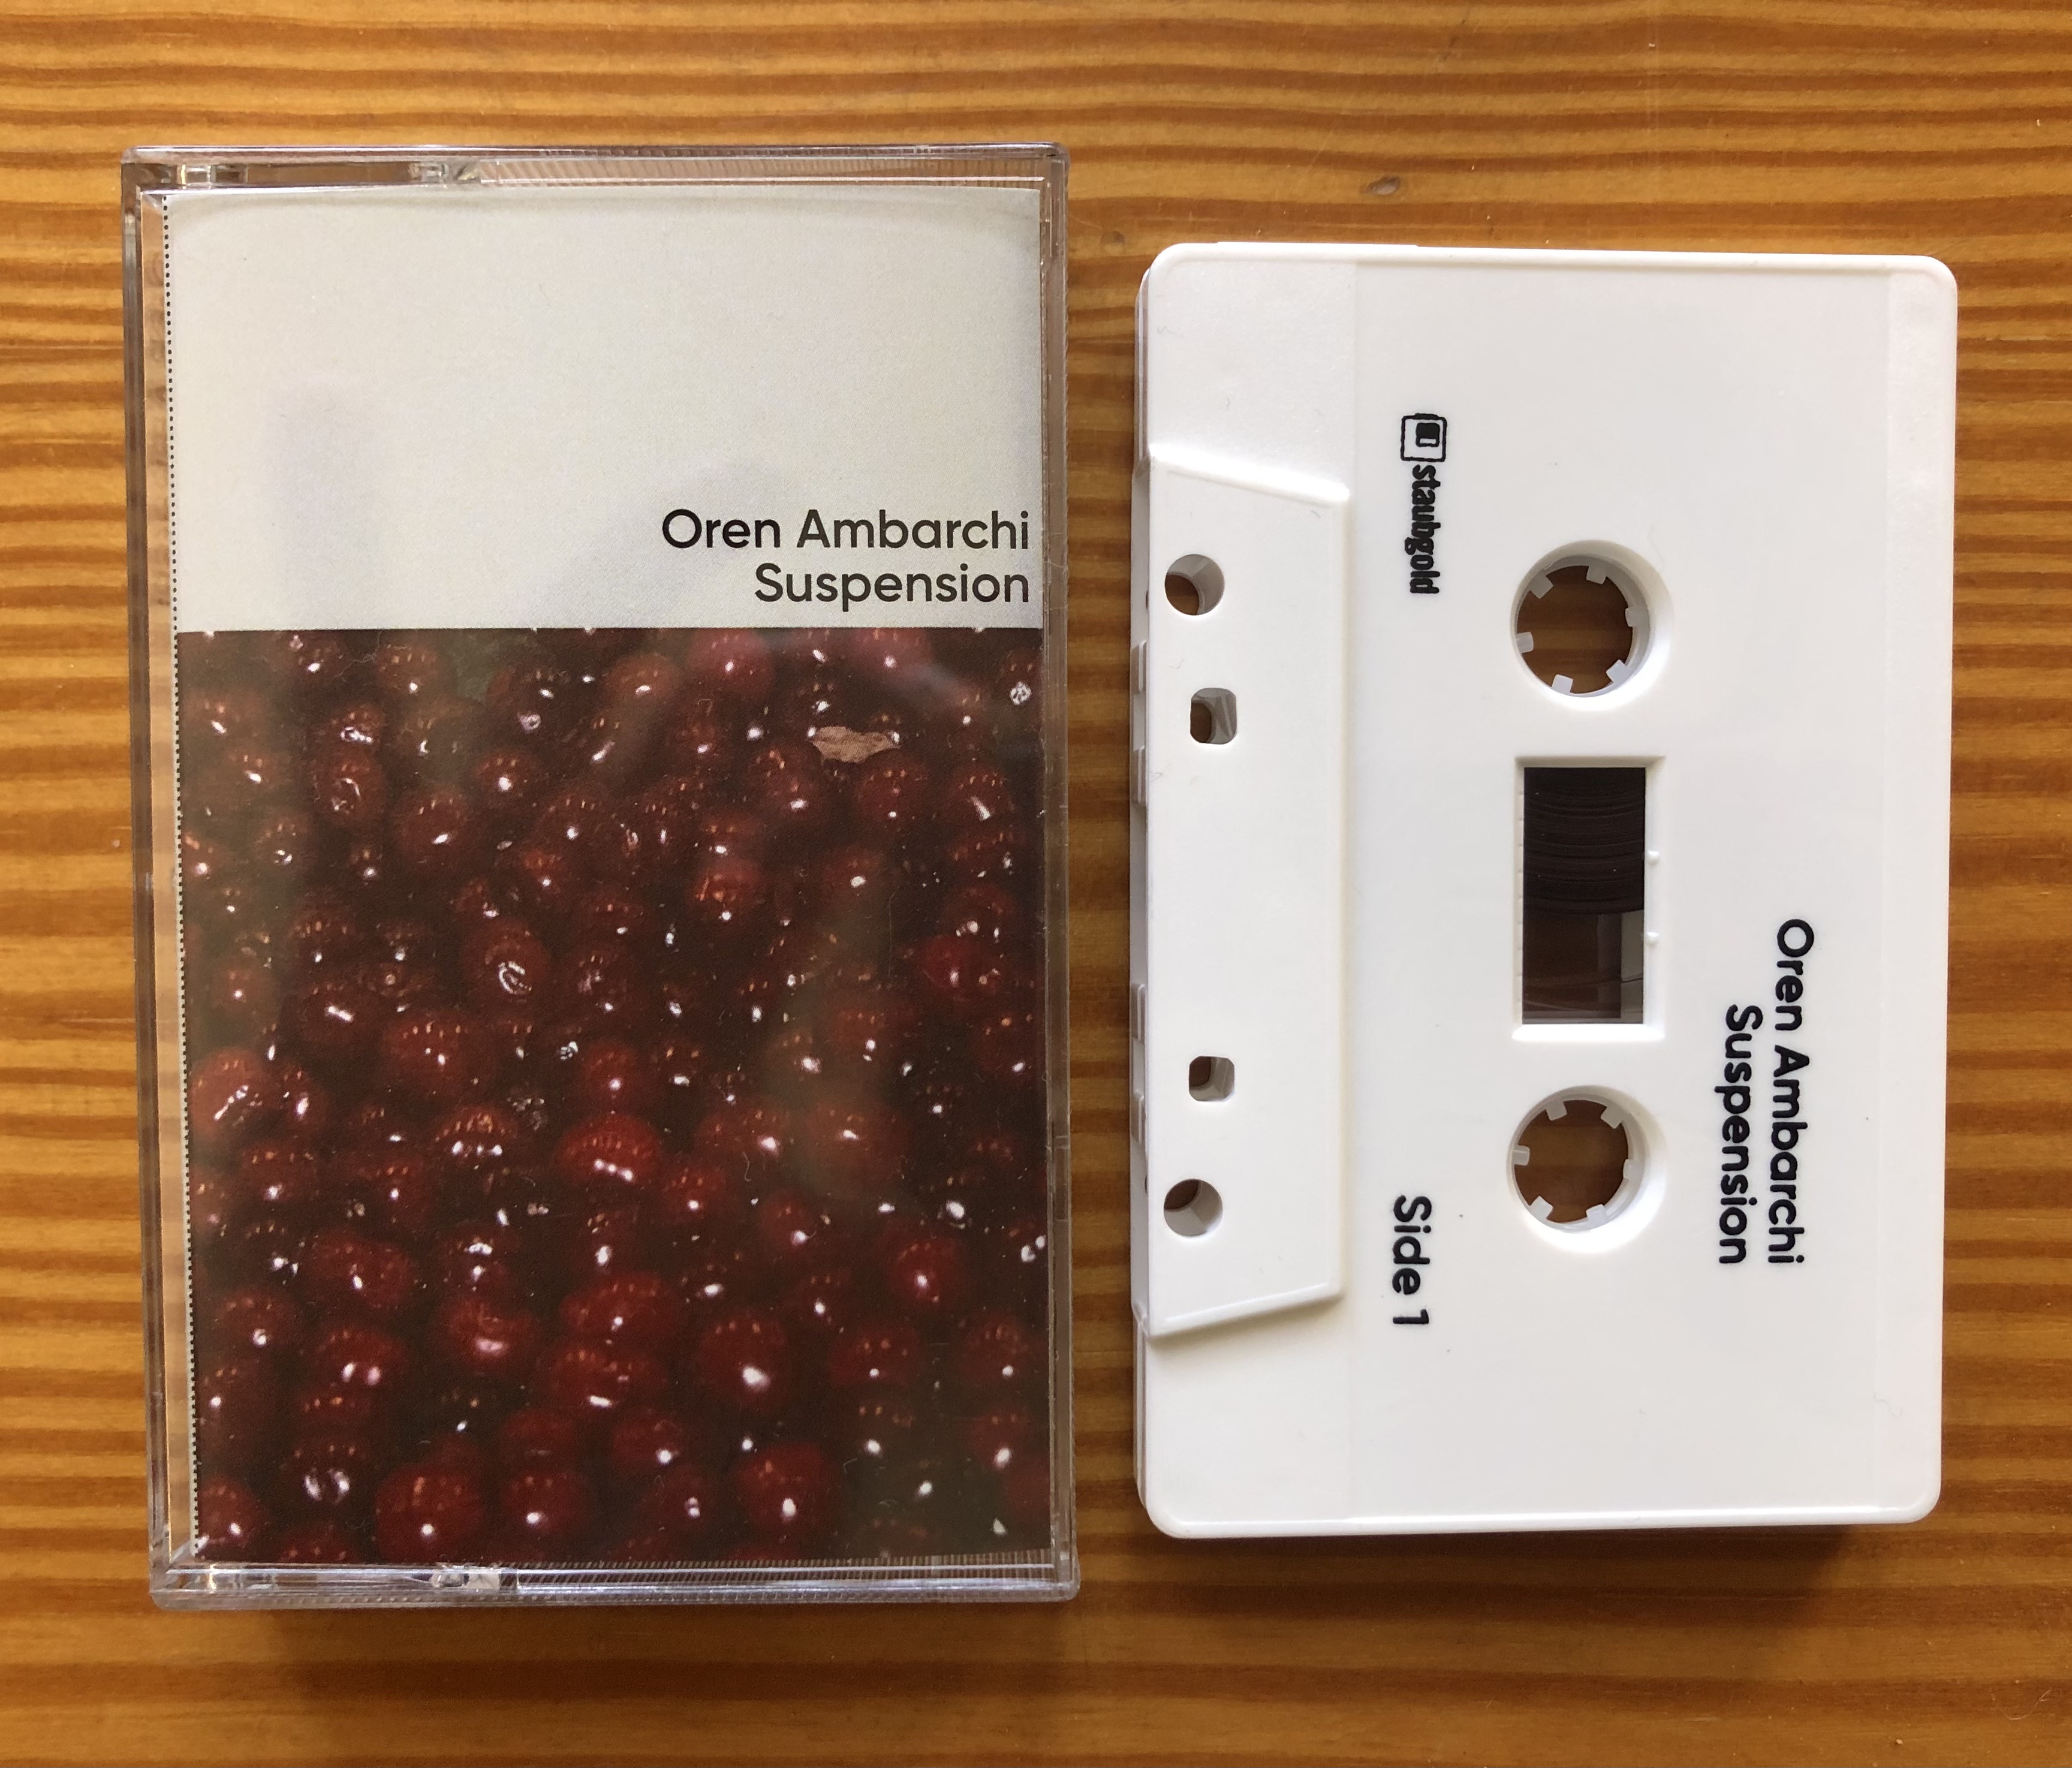 Oren Ambarchi
Suspension
Oren Ambarchi
Suspension
staubgold
Side 1